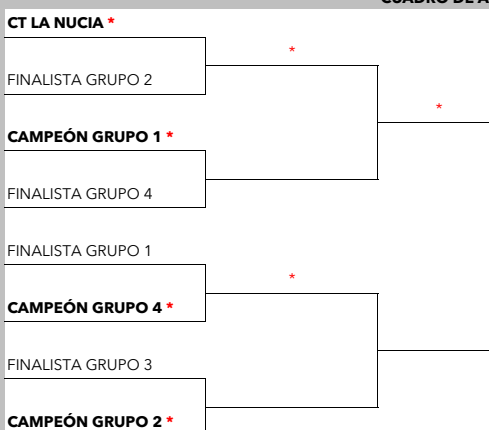 CUADRO DE A
CT LA NUCIA *
*
FINALISTA GRUPO 2
*
CAMPEÓN GRUPO 1 *
FINALISTA GRUPO 4
FINALISTA GRUPO 1
*
CAMPEÓN GRUPO 4 *
FINALISTA GRUPO 3
CAMPEÓN GRUPO 2 *